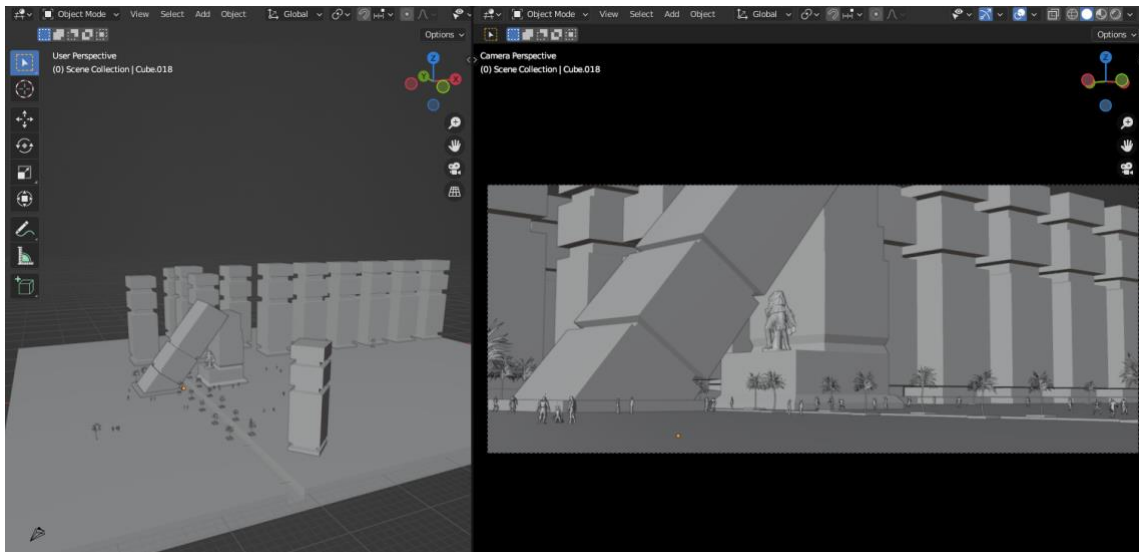 Object Mode View Select Add Object Global
Options
User Perspective
(0) Scene Collection | Cube.018
Z
Y
X
Object Mode View Select Add Object Global
Options
Camera Perspective
(0) Scene Collection | Cube.018
Z